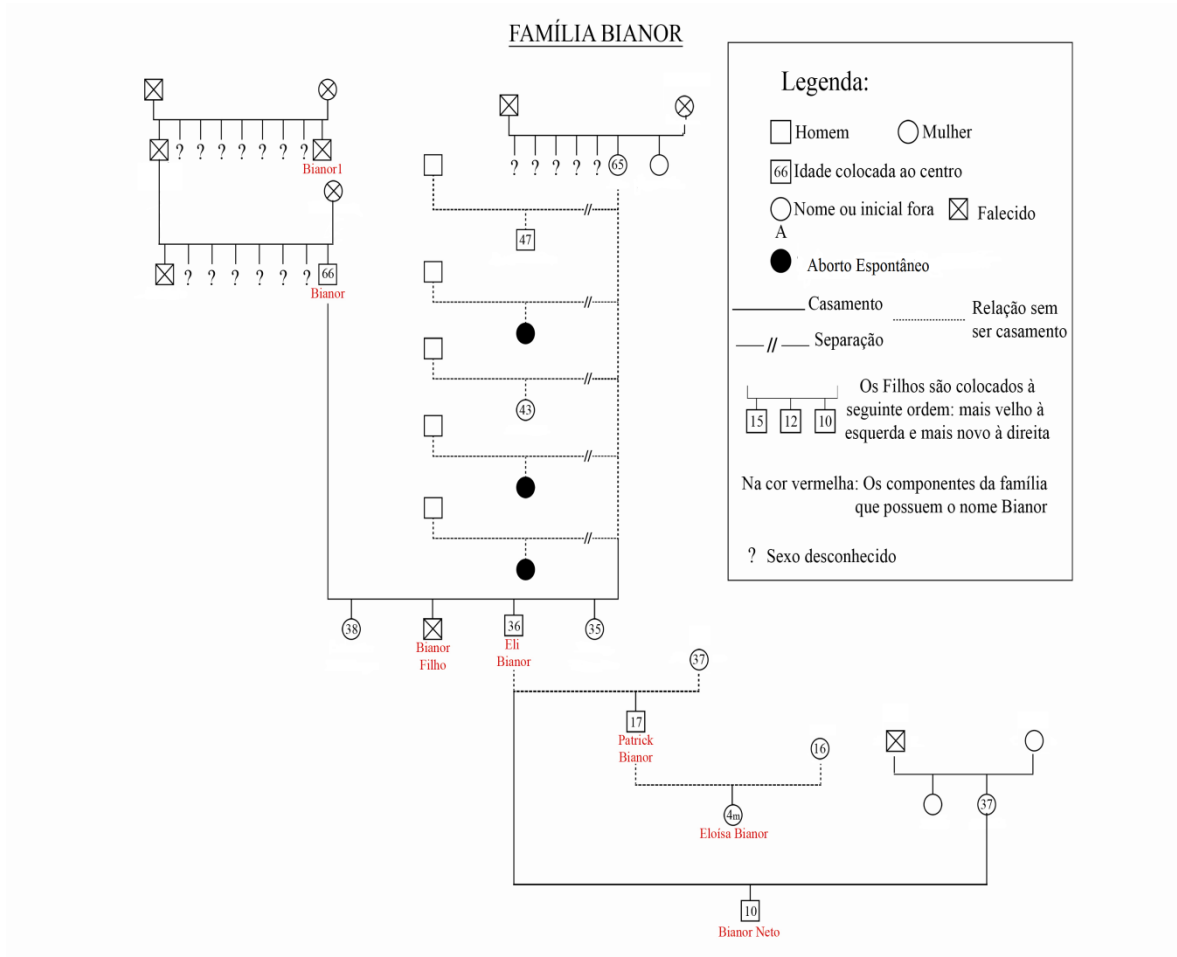 FAMÍLIA BIANOR
Legenda:
Homem
Mulher
66 Idade colocada ao centro
Nome ou inicial fora
Falecido
A
Aborto Espontâneo
Casamento
Relação sem
ser casamento
// Separação
15 12 10
Os Filhos são colocados à
seguinte ordem: mais velho à
esquerda e mais novo à direita
Na cor vermelha: Os componentes da família
que possuem o nome Bianor
? Sexo desconhecido
? ? ? ? ? ? ?
Bianor1
? ? ? ? ? ? 66
Bianor
? ? ? ? ? 65
//
47
//
//
43
//
//
38
Bianor
Filho
36
Eli
Bianor
35
37
17
Patrick
Bianor
16
4m
Eloísa Bianor
37
10
Bianor Neto